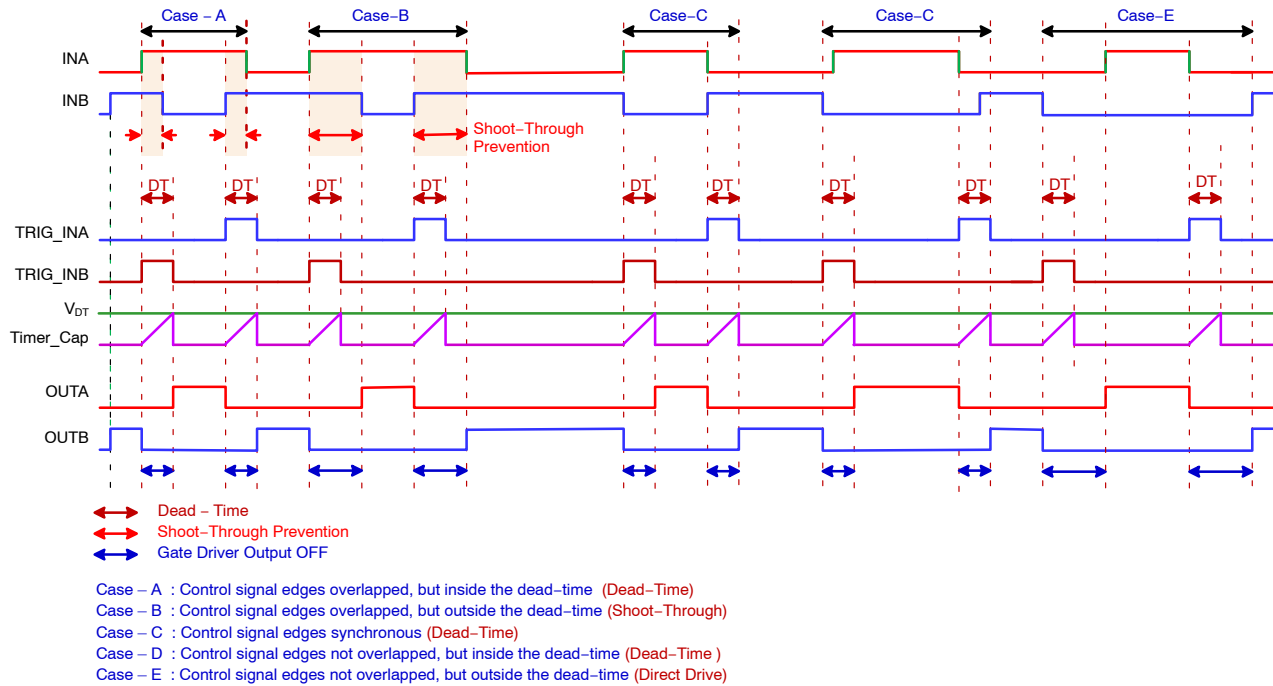 Case - A
Case-B
Case-C
Case-C
Case-E
INA
INB
Shoot-Through
Prevention
DT DT DT DT DT DT DT DT DT DT
TRIG_INA
TRIG_INB
VDT
Timer_Cap
OUTA
OUTB
Dead - Time
Shoot-Through Prevention
Gate Driver Output OFF
Case - A : Control signal edges overlapped, but inside the dead-time (Dead-Time)
Case - B : Control signal edges overlapped, but outside the dead-time (Shoot-Through)
Case - C : Control signal edges synchronous (Dead-Time)
Case - D : Control signal edges not overlapped, but inside the dead-time (Dead-Time )
Case - E : Control signal edges not overlapped, but outside the dead-time (Direct Drive)